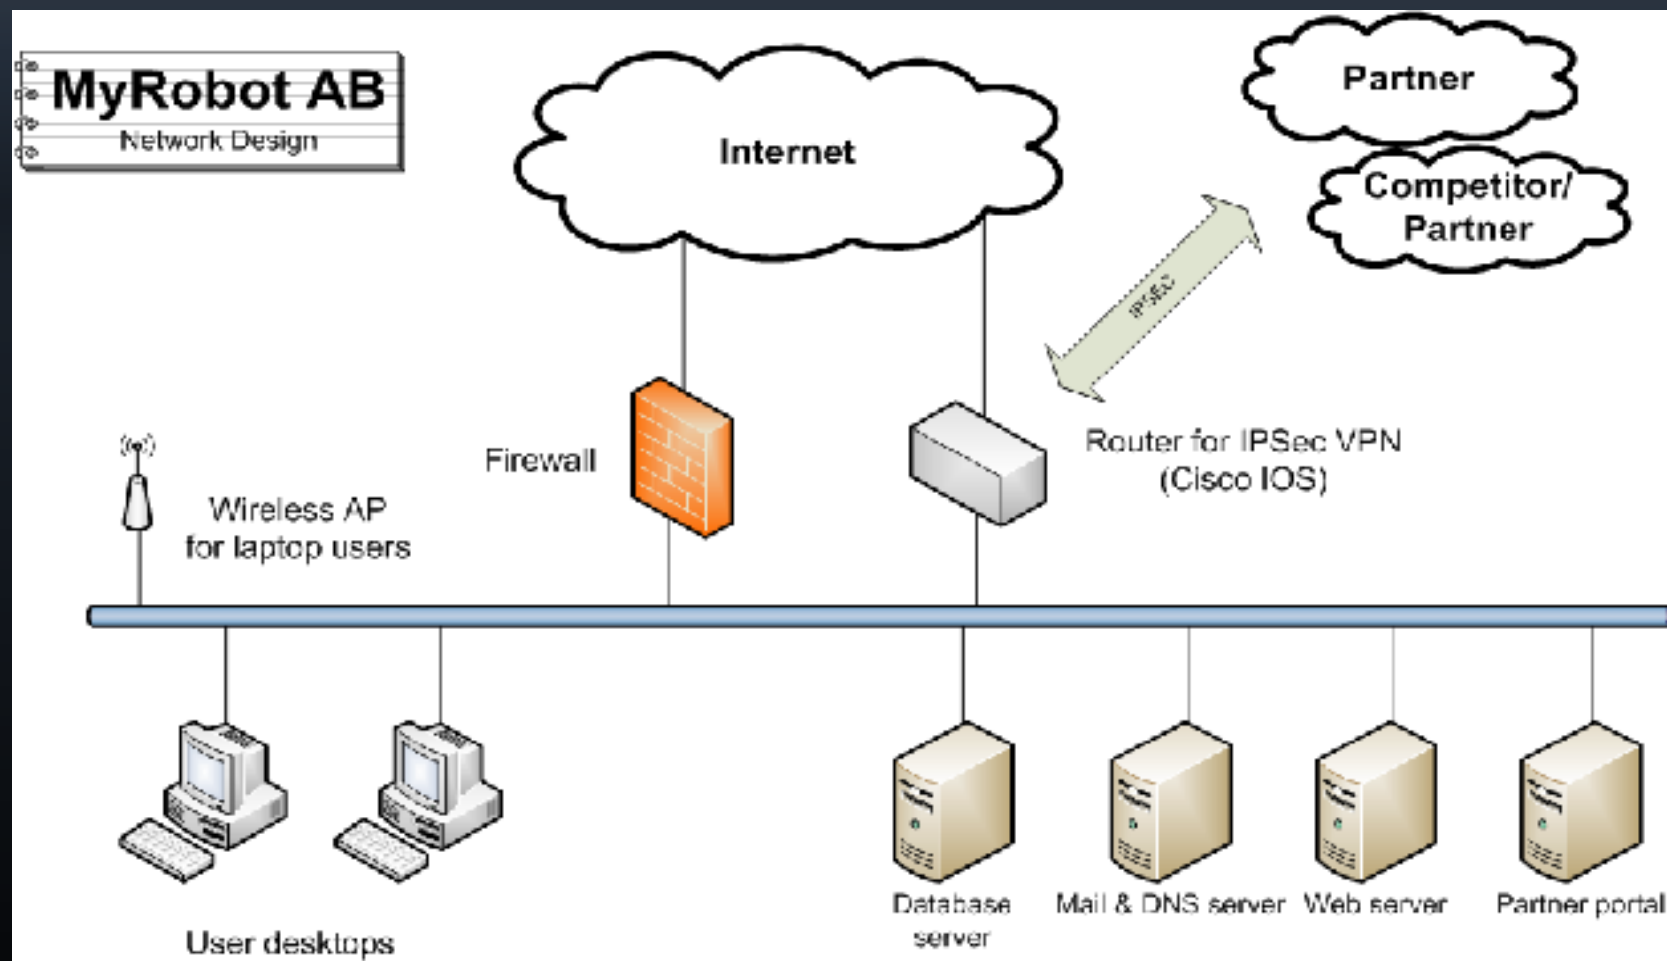 MyRobot AB
Network Design
Internet
Partner
Competitor/
Partner
IPSEC
Firewall
Router for IPSec VPN
(Cisco IOS)
Wireless AP
for laptop users
User desktops
Database
server
Mail & DNS server
Web server
Partner portal